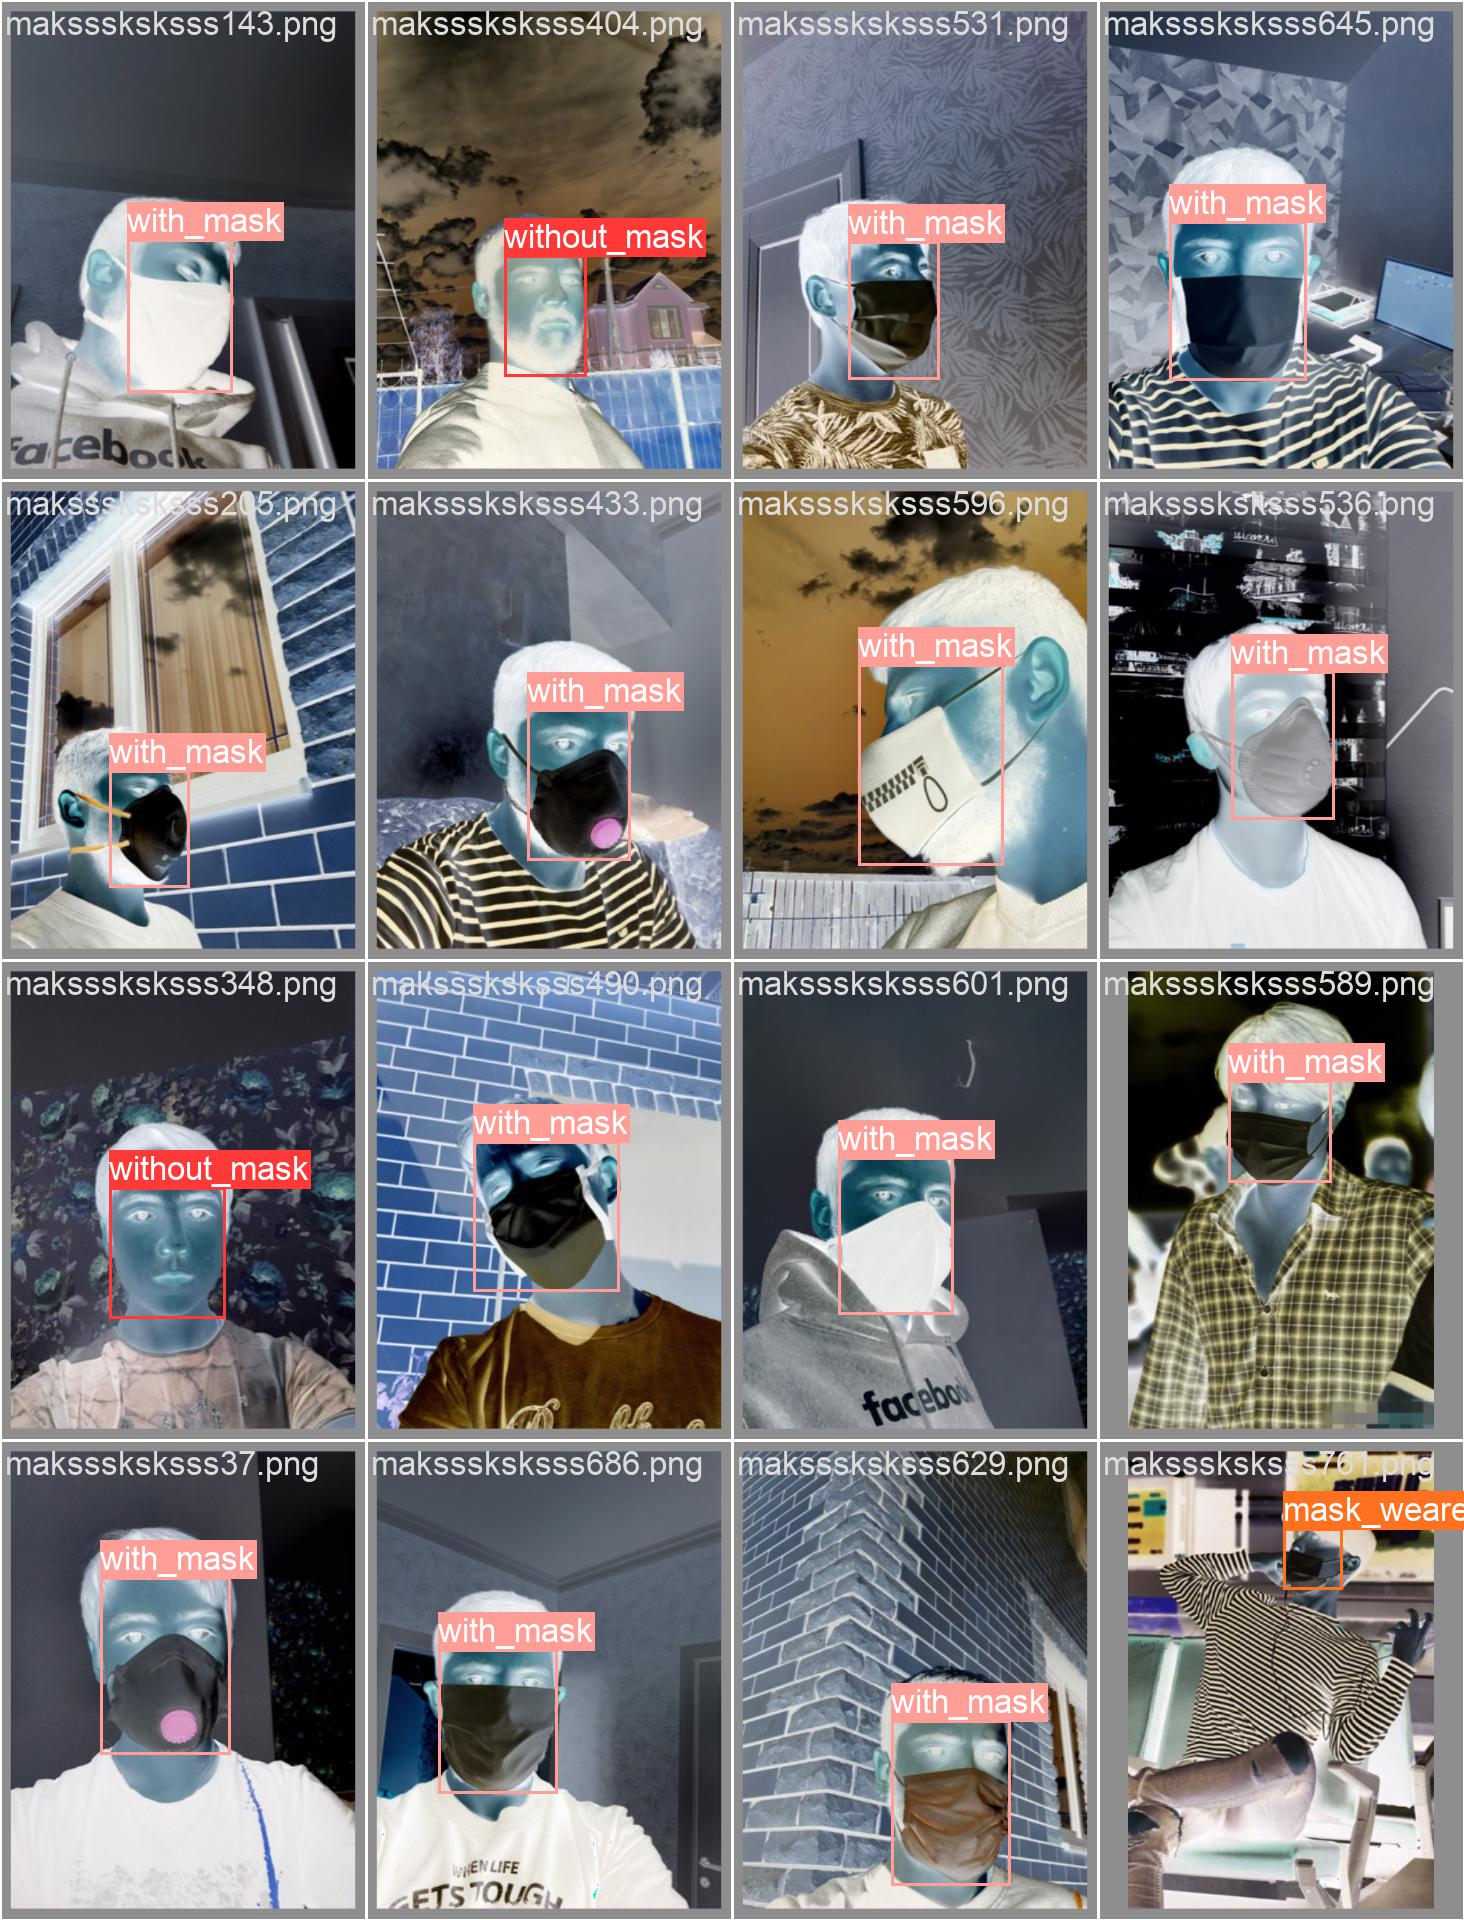 maksssksksss143.png
maksssksksss404.png
maksssksksss531.png
maksssksksss645.png
with_mask
without_mask
with_mask
with_mask
facebook
maksssksksss205.png
maksssksksss433.png
maksssksksss596.png
maksssksksss536.png
with_mask
with_mask
with_mask
with_mask
maksssksksss348.png
maksssksksss490.png
maksssksksss601.png
maksssksksss589.png
without_mask
with_mask
with_mask
with_mask
facebook
maksssksksss37.png
maksssksksss686.png
maksssksksss629.png
maksssksksss761.png
with_mask
with_mask
with_mask
mask_weare
WHEN LIFE
GETS TOUGH